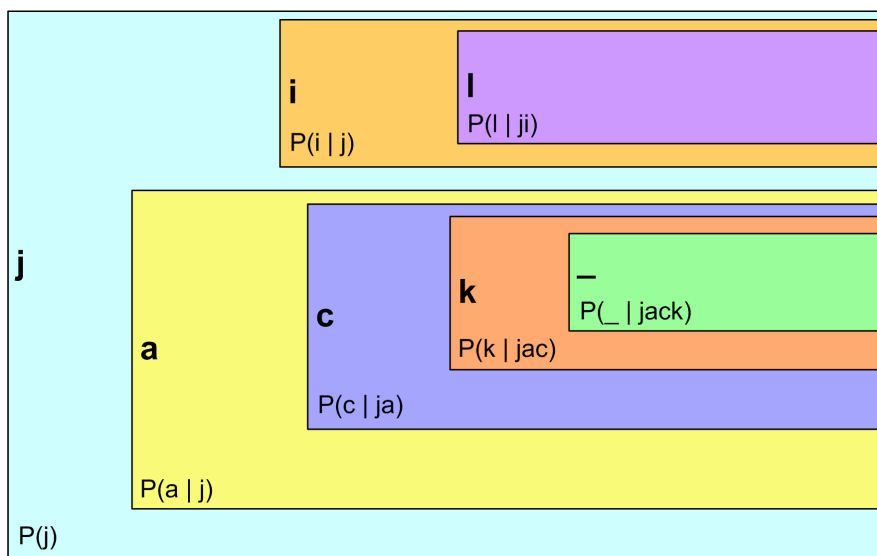 i
P(i | j)
l
P(l | ji)
j
P(j)
a
P(a | j)
c
P(c | ja)
k
P(k | jac)
_
P(_ | jack)